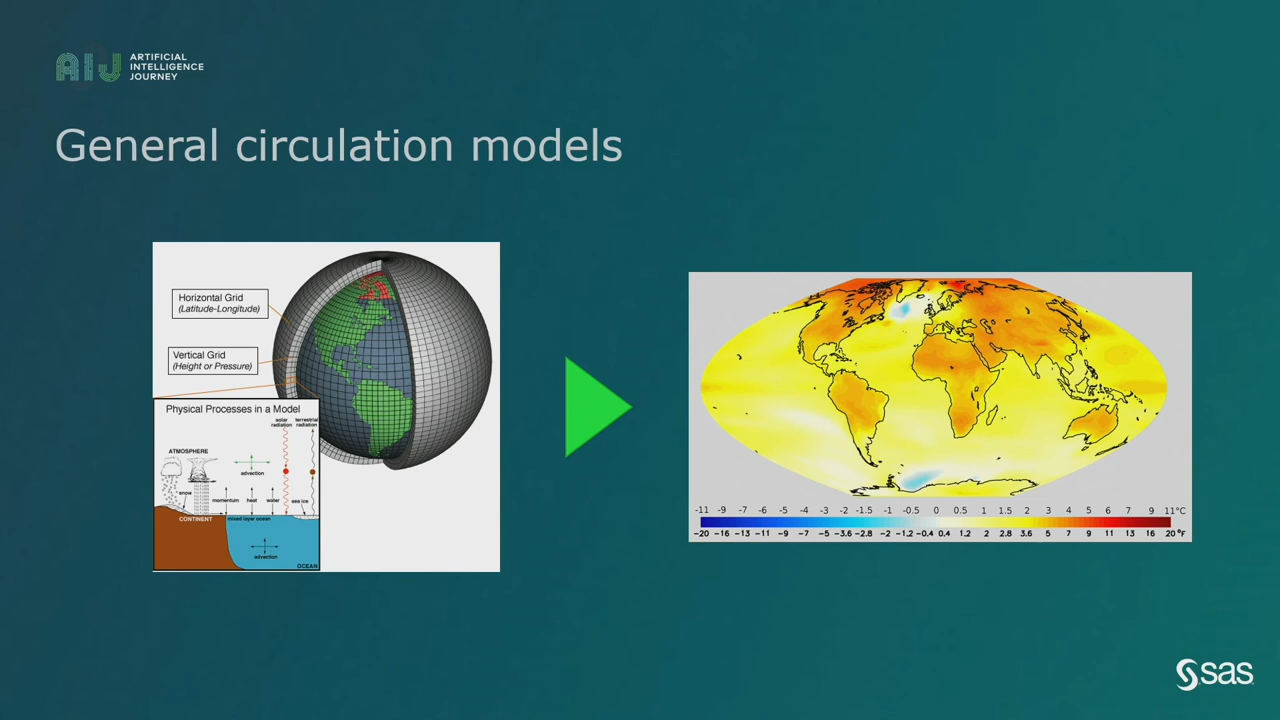 AIJ
ARTIFICIAL
INTELLIGENCE
JOURNEY
General circulation models
Horizontal Grid
(Latitude-Longitude)
Vertical Grid
(Height or Pressure)
Physical Processes in a Model
solar
radiation
terrestrial
radiation
ATMOSPHERE
advection
snow
momentum heat water sea ice
CONTINENT
mixed layer ocean
advection
OCEAN
-11 -9 -7 -6 -5 -4 -3 -2 -1.5 -1 -0.5 0 0.5 1 1.5 2 3 4 5 6 7 9 11°C
-20 -16 -13 -11 -9 -7 -5 -3.6 -2.8 -2 -1.2 -0.4 0.4 1.2 2 2.8 3.6 5 7 9 11 13 16 20°F
sas